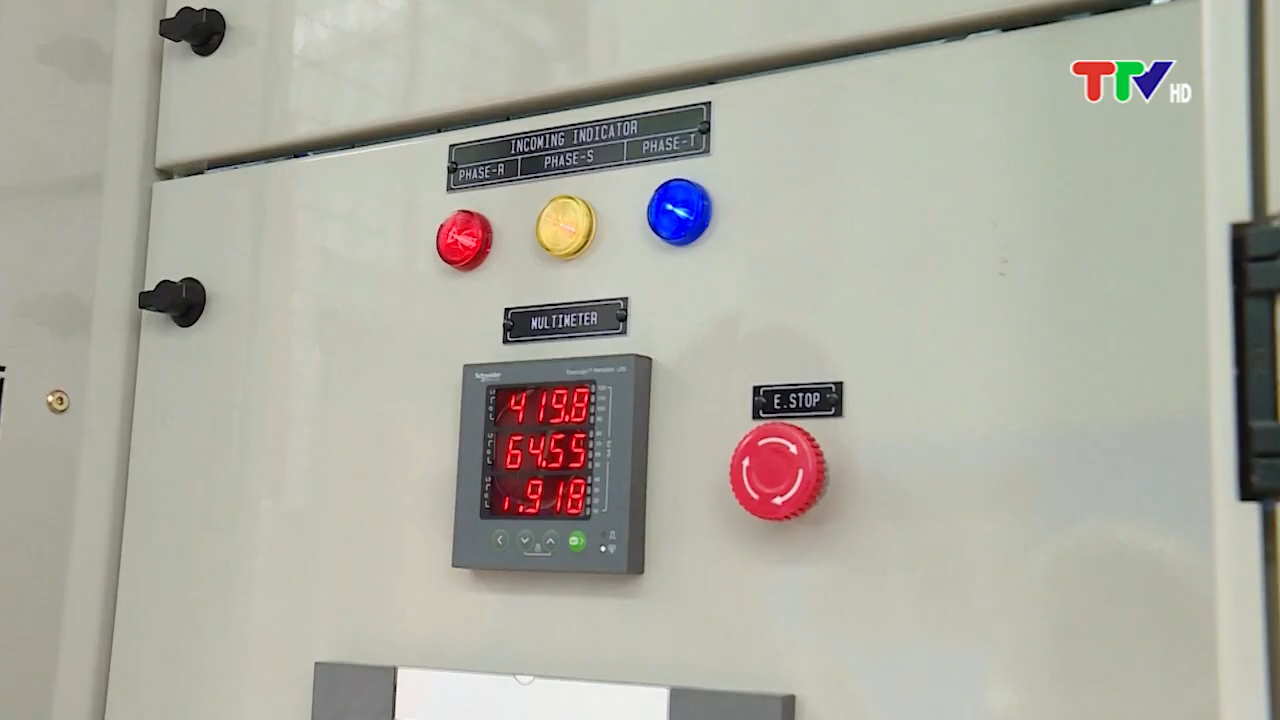 TTV HD
INCOMING INDICATOR
PHASE-R PHASE-S PHASE-T
MULTIMETER
Schneider
419.8
64.55
1.918
E.STOP